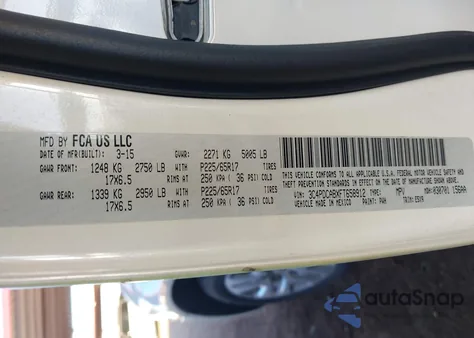 MFD BY FCA US LLC
DATE OF MFR(BUILT): 3-15 GVWR: 2271 KG 5005 LB
GAWR FRONT: 1248 KG 2750 LB WITH P225/65R17 TIRES
17X6.5 RIMS AT 250 KPA ( 36 PSI) COLD
GAWR REAR: 1339 KG 2950 LB WITH P225/65R17 TIRES
17X6.5 RIMS AT 250 KPA ( 36 PSI) COLD
THIS VEHICLE CONFORMS TO ALL APPLICABLE U.S.A. FEDERAL MOTOR VEHICLE SAFETY AND
THEFT PREVENTION STANDARDS IN EFFECT ON THE DATE OF MANUFACTURE SHOWN ABOVE.
VIN: 3C4PDCABXFT658912 TYPE: MPV
VEHICLE MADE IN MEXICO PAINT: PWH
autoSnap